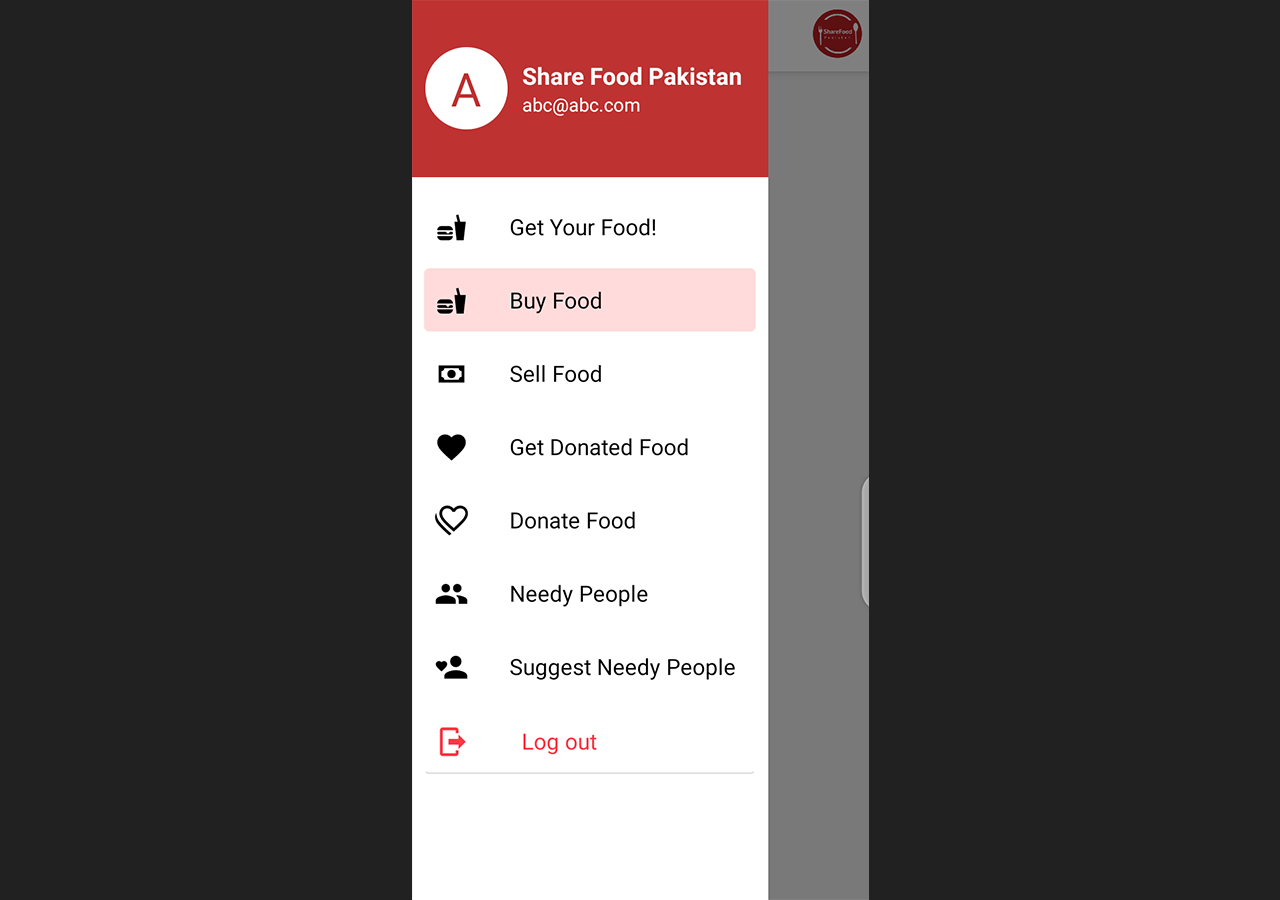 A
Share Food Pakistan
abc@abc.com
ShareFood
Pakistan
Get Your Food!
Buy Food
Sell Food
Get Donated Food
Donate Food
Needy People
Suggest Needy People
Log out